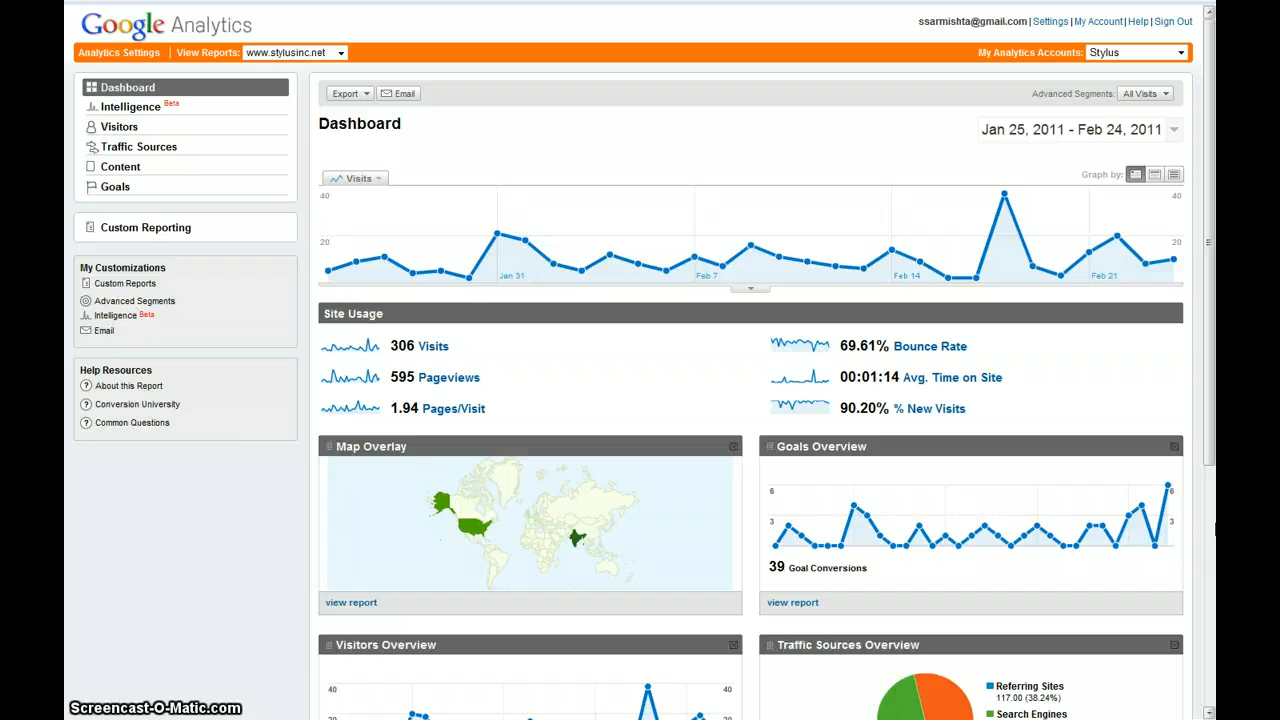 Google Analytics
ssarmishta@gmail.com | Settings | My Account | Help | Sign Out
Analytics Settings | View Reports: www.stylusinc.net
My Analytics Accounts: Stylus
Dashboard
Intelligence Beta
Visitors
Traffic Sources
Content
Goals
Custom Reporting
My Customizations
Custom Reports
Advanced Segments
Intelligence Beta
Email
Help Resources
? About this Report
? Conversion University
? Common Questions
Export Email
Advanced Segments: All Visits
Dashboard
Jan 25, 2011 - Feb 24, 2011
Visits
Graph by:
40 40
20 20
Jan 31 Feb 7 Feb 14 Feb 21
Site Usage
306 Visits
595 Pageviews
1.94 Pages/Visit
69.61% Bounce Rate
00:01:14 Avg. Time on Site
90.20% % New Visits
Map Overlay
view report
Goals Overview
6 6
3 3
39 Goal Conversions
view report
Visitors Overview
40 40
20 20
Traffic Sources Overview
Referring Sites
117.00 (38.24%)
Search Engines
Screencast-O-Matic.com